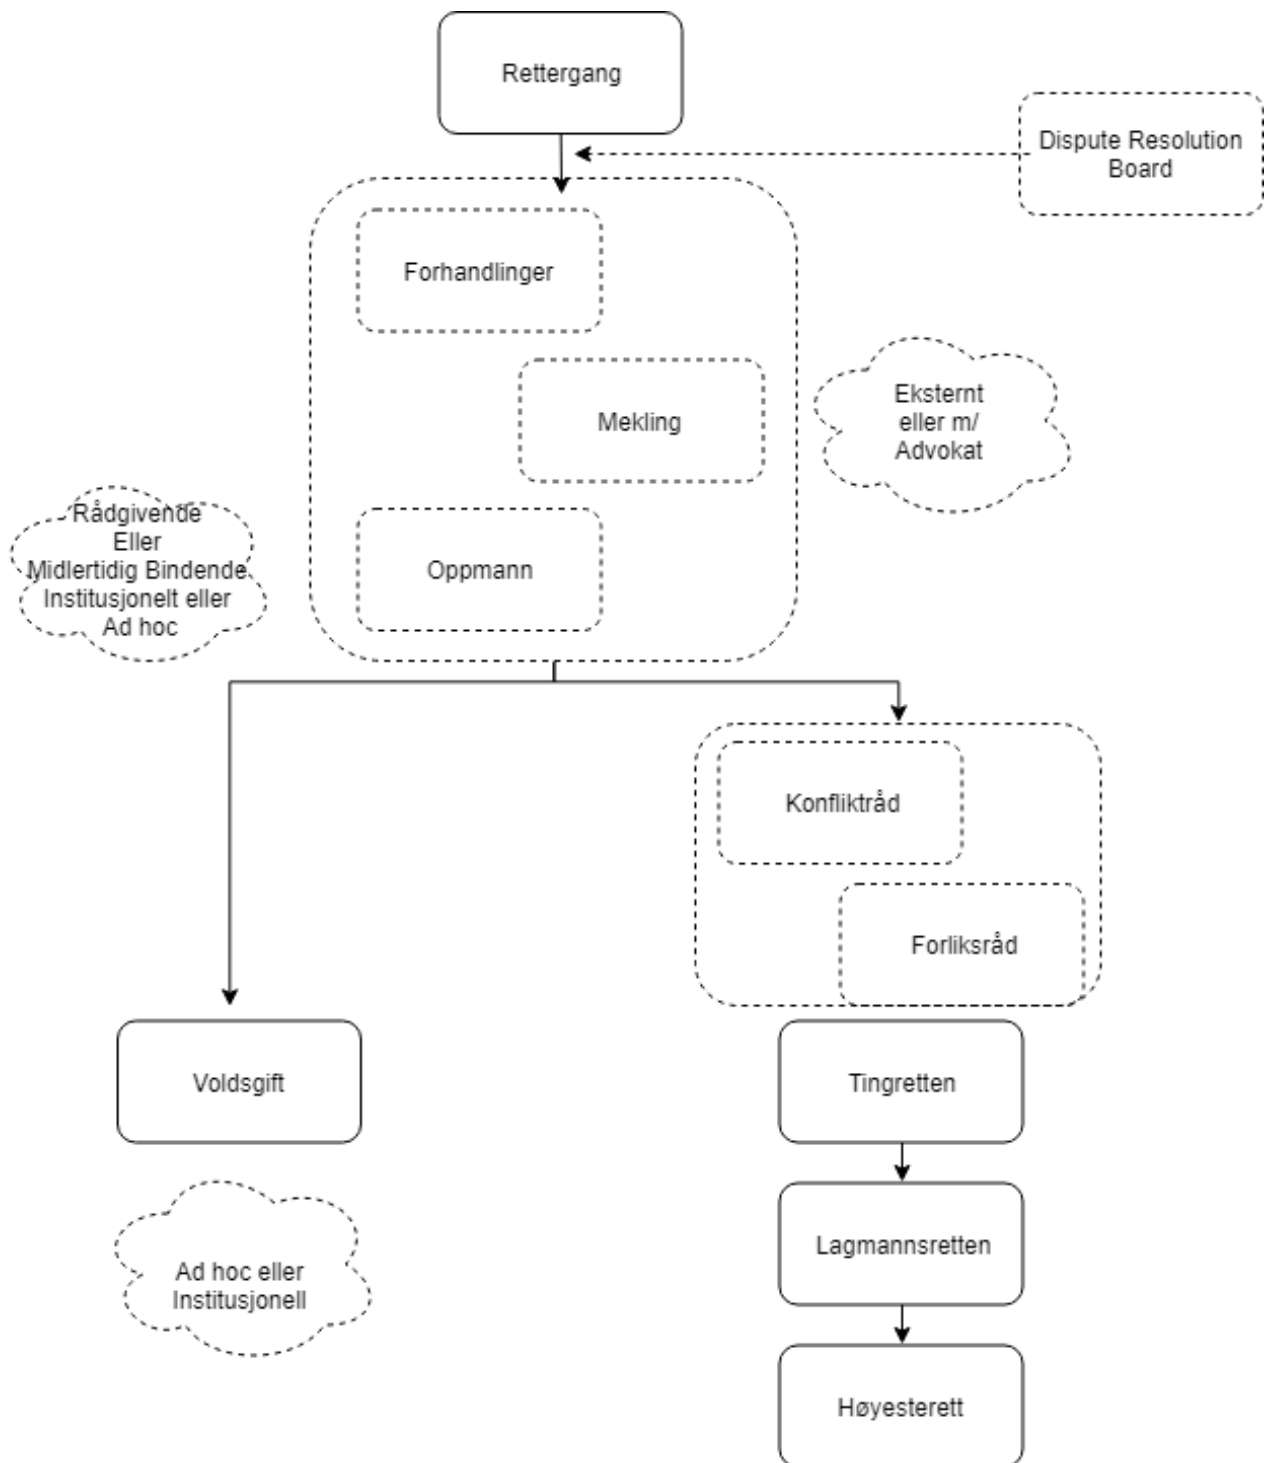 Rettergang
Dispute Resolution
Board
Forhandlinger
Mekling
Eksternt
eller m/
Advokat
Rådgivende
Eller
Midlertidig Bindende
Institusjonelt eller
Ad hoc
Oppmann
Konfliktråd
Forliksråd
Voldsgift
Tingretten
Ad hoc eller
Institusjonell
Lagmannsretten
Høyesterett